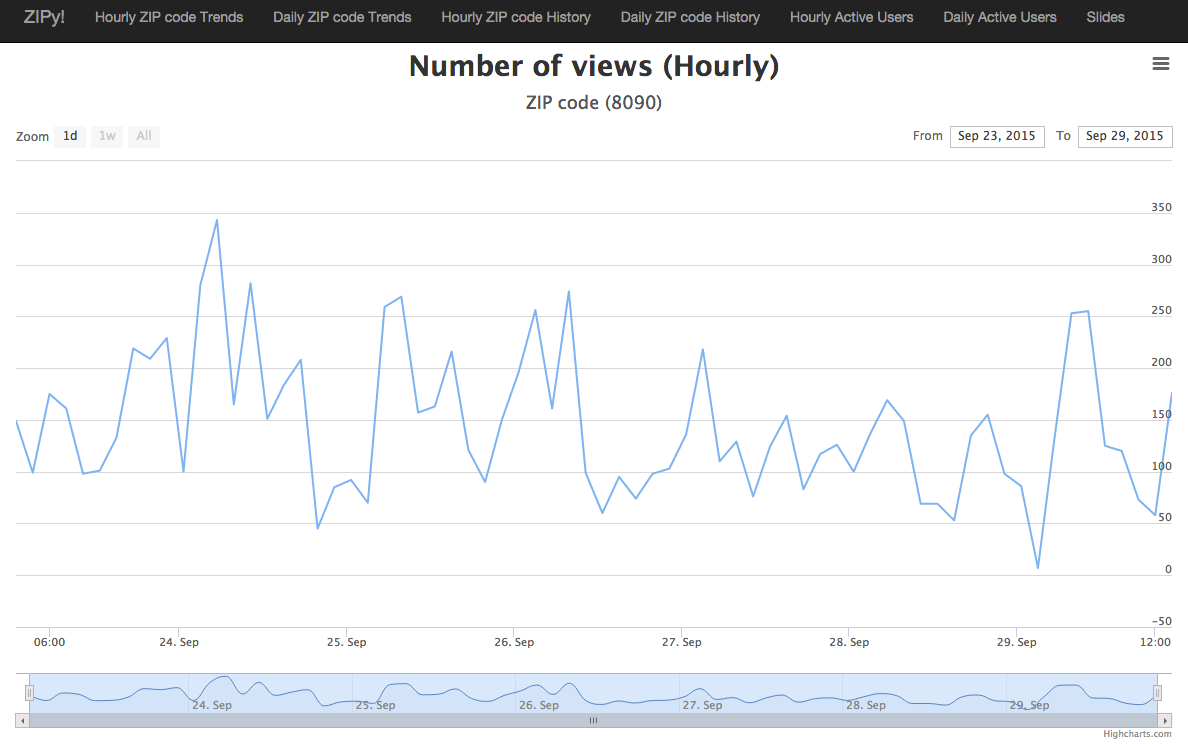 ZIPy! Hourly ZIP code Trends Daily ZIP code Trends Hourly ZIP code History Daily ZIP code History Hourly Active Users Daily Active Users Slides
Number of views (Hourly)
ZIP code (8090)
Zoom 1d 1w All From Sep 23, 2015 To Sep 29, 2015
350
300
250
200
150
100
50
0
-50
06:00 24. Sep 25. Sep 26. Sep 27. Sep 28. Sep 29. Sep 12:00
24. Sep 25. Sep 26. Sep 27. Sep 28. Sep 29. Sep
Highcharts.com